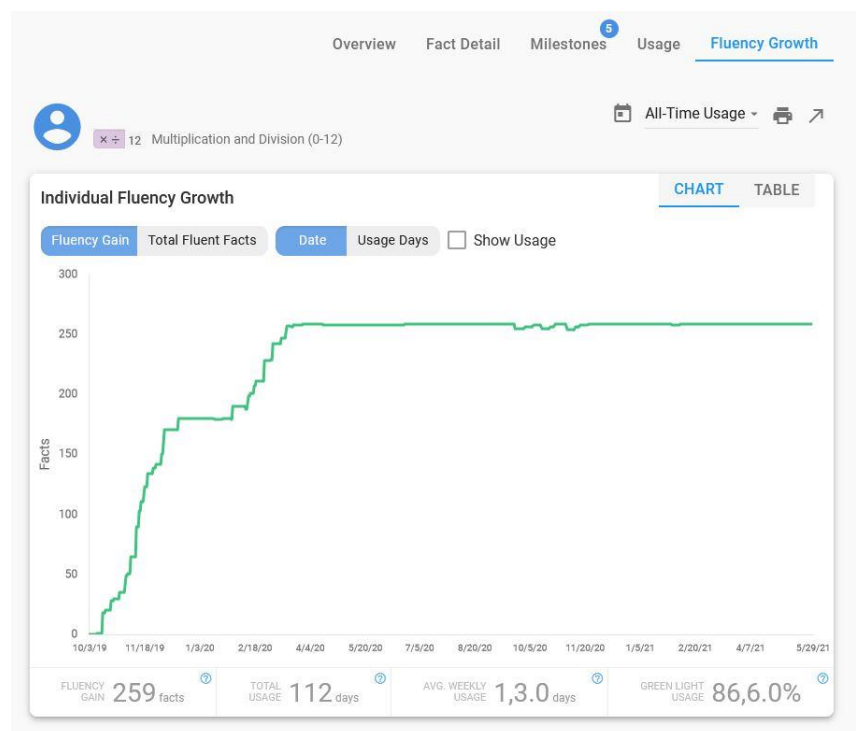 5
Overview Fact Detail Milestones Usage Fluency Growth
All-Time Usage
× ÷ 12 Multiplication and Division (0-12)
Individual Fluency Growth
CHART TABLE
Fluency Gain Total Fluent Facts Date Usage Days Show Usage
300
250
200
150
100
50
0
Facts
10/3/19 11/18/19 1/3/20 2/18/20 4/4/20 5/20/20 7/5/20 8/20/20 10/5/20 11/20/20 1/5/21 2/20/21 4/7/21 5/29/21
FLUENCY GAIN 259 facts ?
TOTAL USAGE 112 days ?
AVG. WEEKLY USAGE 1,3.0 days ?
GREEN LIGHT USAGE 86,6.0% ?